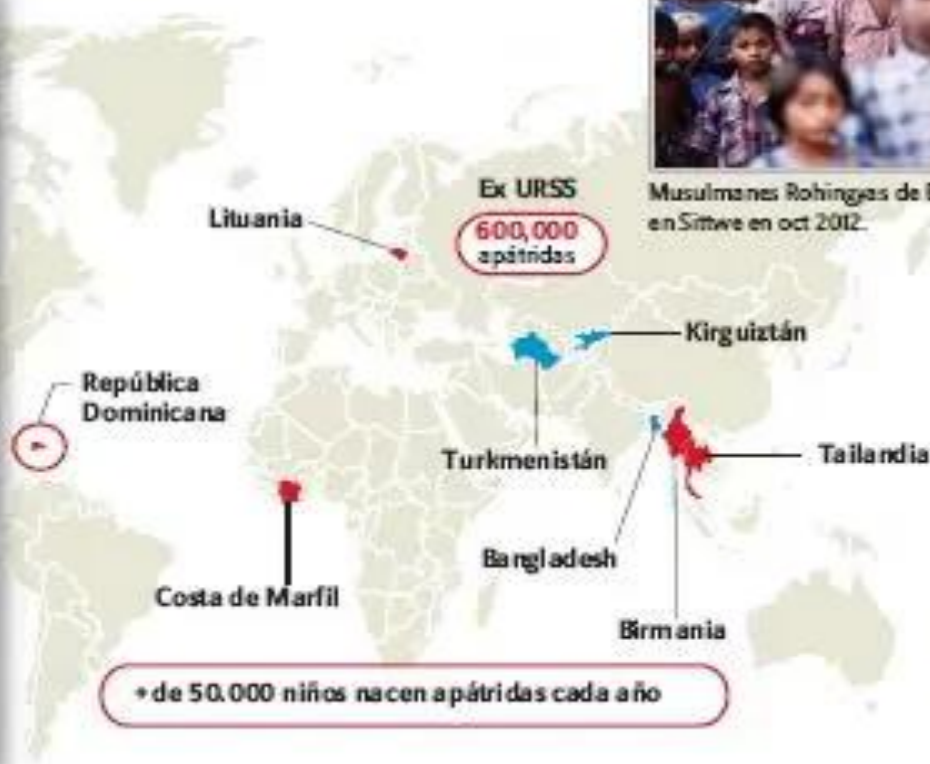 Musulmanes Rohingyas de
en Sittwe en oct 2012.
Ex URSS
600,000
apátridas
Lituania
Kirguiztán
República
Dominicana
Turkmenistán
Tailandia
Bangladesh
Costa de Marfil
Birmania
+ de 50.000 niños nacen apátridas cada año